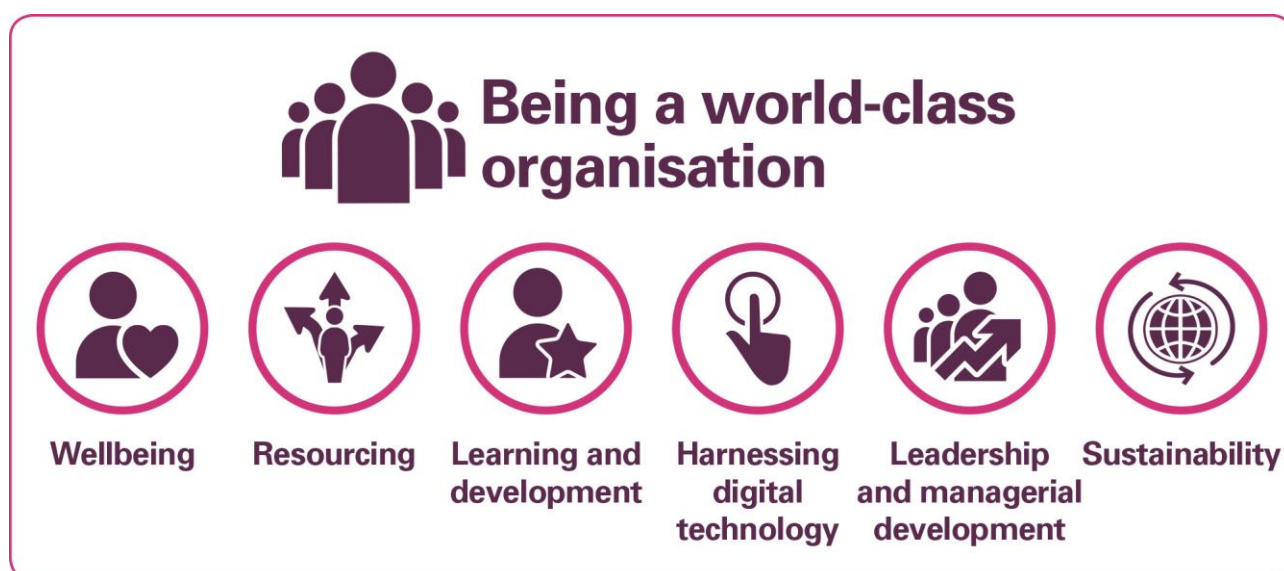 Being a world-class
organisation
Wellbeing
Resourcing
Learning and
development
Harnessing
digital
technology
Leadership
and managerial
development
Sustainability